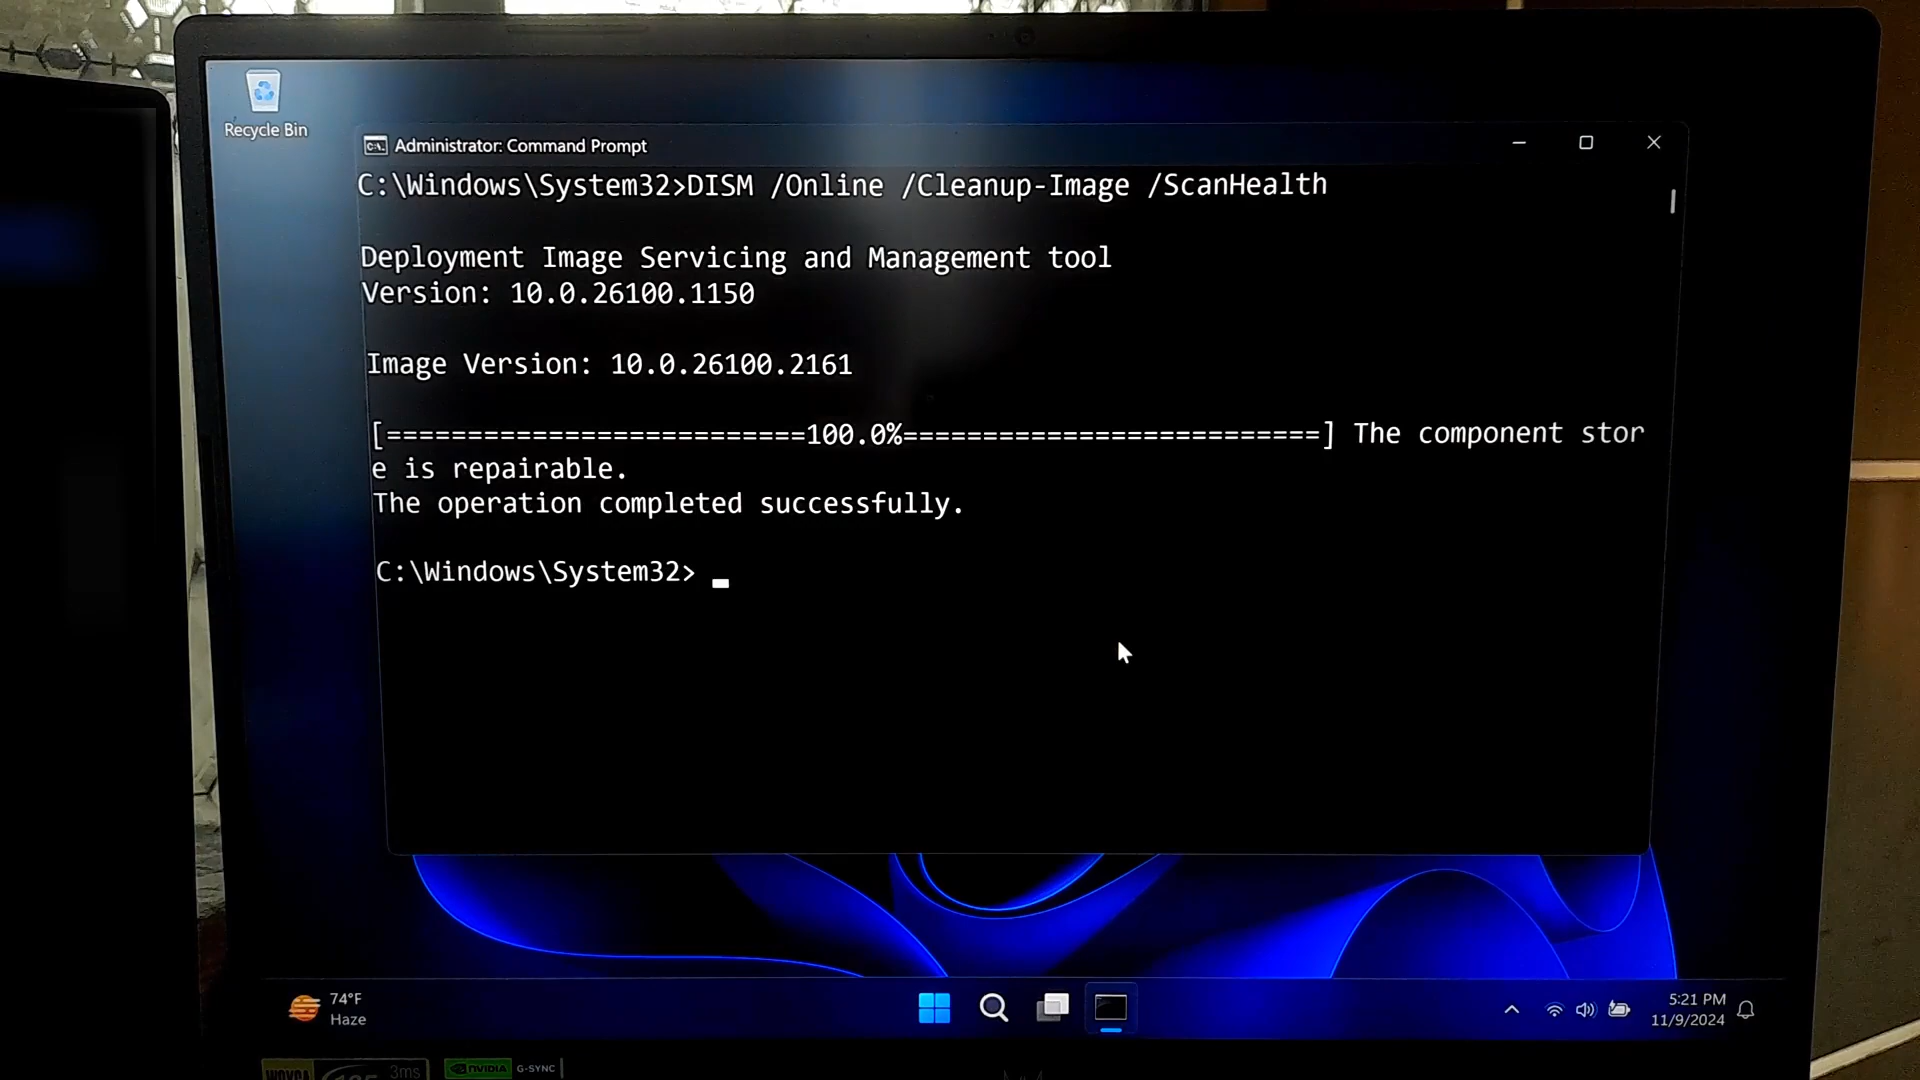 Recycle Bin
Administrator: Command Prompt
C:\Windows\System32>DISM /Online /Cleanup-Image /ScanHealth
Deployment Image Servicing and Management tool
Version: 10.0.26100.1150
Image Version: 10.0.26100.2161
[==========================100.0%==========================] The component stor
e is repairable.
The operation completed successfully.
C:\Windows\System32>
74°F
Haze
5:21 PM
11/9/2024
3ms
NVIDIA G-SYNC